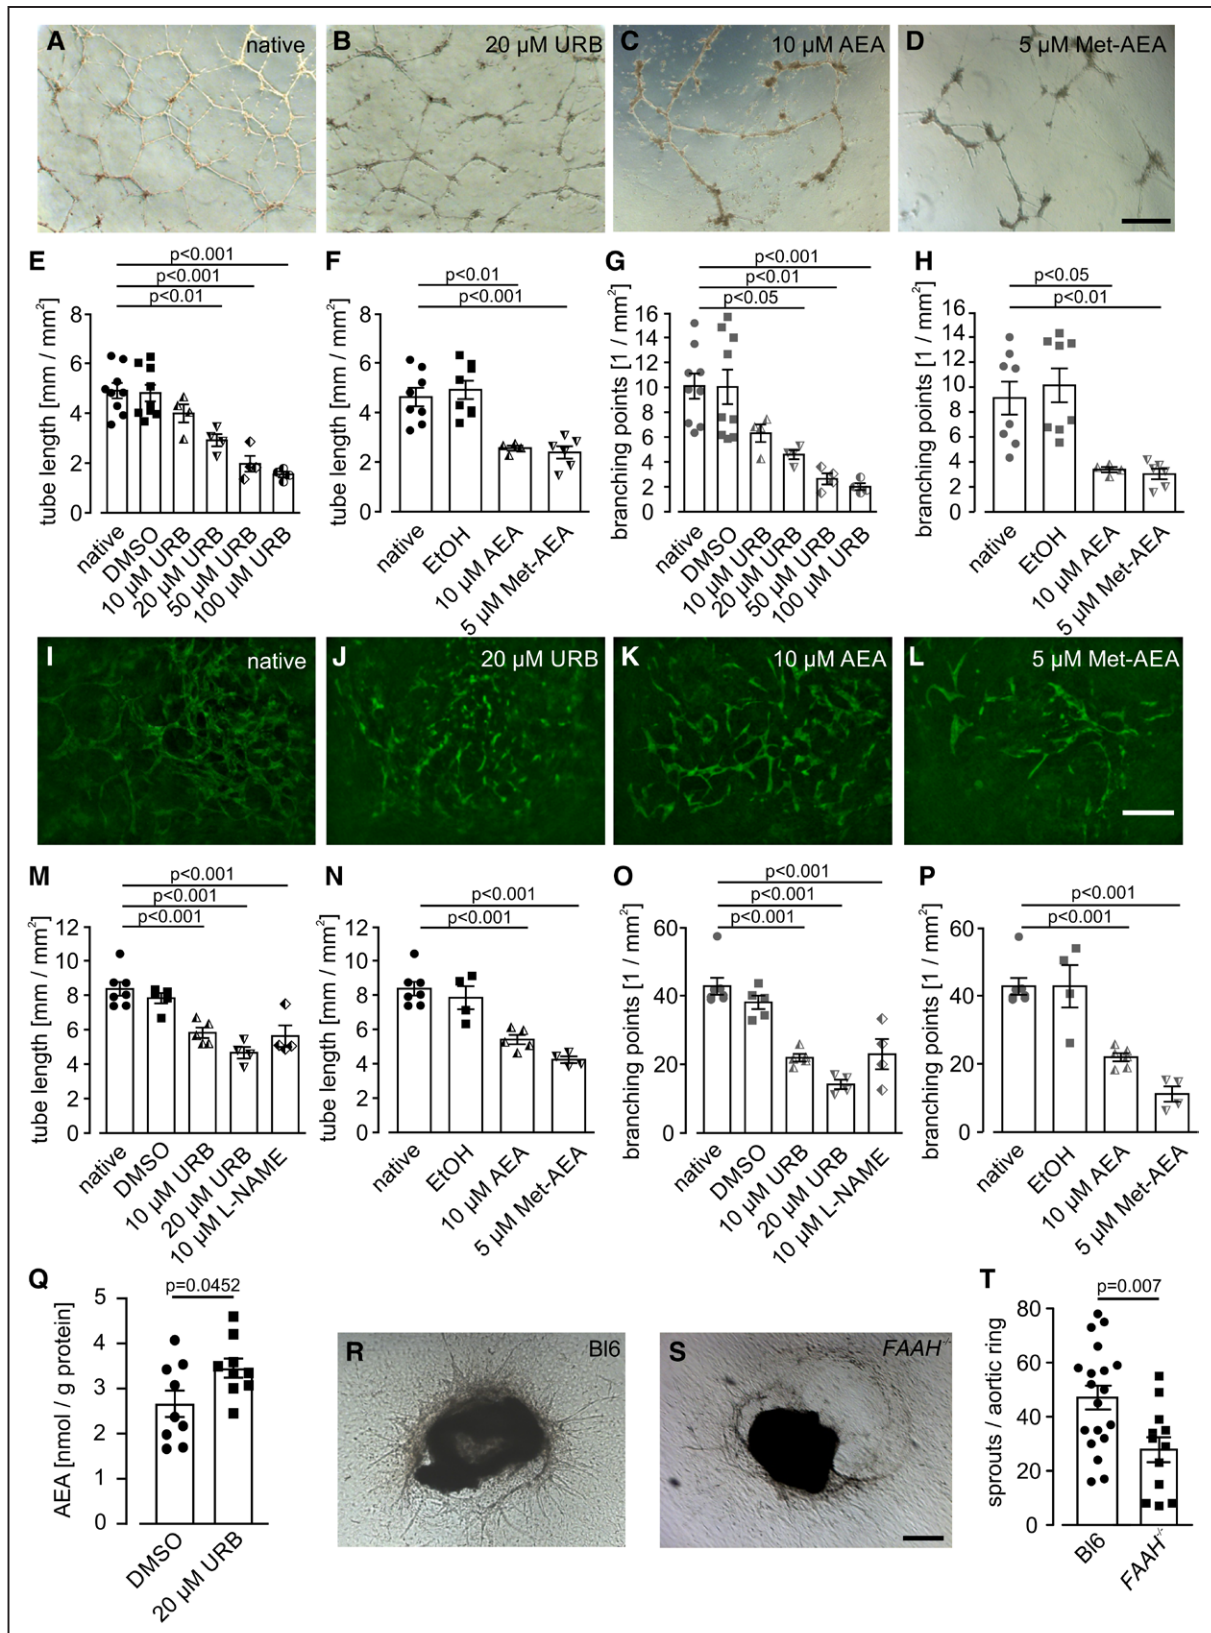 A native
B 20 µM URB
C 10 µM AEA
D 5 µM Met-AEA
E
p<0.001
p<0.001
p<0.01
tube length [mm / mm²]
8
6
4
2
0
native
DMSO
10 µM URB
20 µM URB
50 µM URB
100 µM URB
F
p<0.01
p<0.001
tube length [mm / mm²]
8
6
4
2
0
native
EtOH
10 µM AEA
5 µM Met-AEA
G
p<0.001
p<0.01
p<0.05
branching points [1 / mm²]
16
14
12
10
8
6
4
2
0
native
DMSO
10 µM URB
20 µM URB
50 µM URB
100 µM URB
H
p<0.05
p<0.01
branching points [1 / mm²]
16
14
12
10
8
6
4
2
0
native
EtOH
10 µM AEA
5 µM Met-AEA
I native
J 20 µM URB
K 10 µM AEA
L 5 µM Met-AEA
M
p<0.001
p<0.001
p<0.001
tube length [mm / mm²]
12
10
8
6
4
2
0
native
DMSO
10 µM URB
20 µM URB
10 µM L-NAME
N
p<0.001
p<0.001
tube length [mm / mm²]
12
10
8
6
4
2
0
native
EtOH
10 µM AEA
5 µM Met-AEA
O
p<0.001
p<0.001
p<0.001
branching points [1 / mm²]
60
40
20
0
native
DMSO
10 µM URB
20 µM URB
10 µM L-NAME
P
p<0.001
p<0.001
branching points [1 / mm²]
60
40
20
0
native
EtOH
10 µM AEA
5 µM Met-AEA
Q
p=0.0452
AEA [nmol / g protein]
5
4
3
2
1
0
DMSO
20 µM URB
R Bl6
S FAAH⁻
T
p=0.007
sprouts / aortic ring
80
60
40
20
0
Bl6
FAAH⁻/⁻